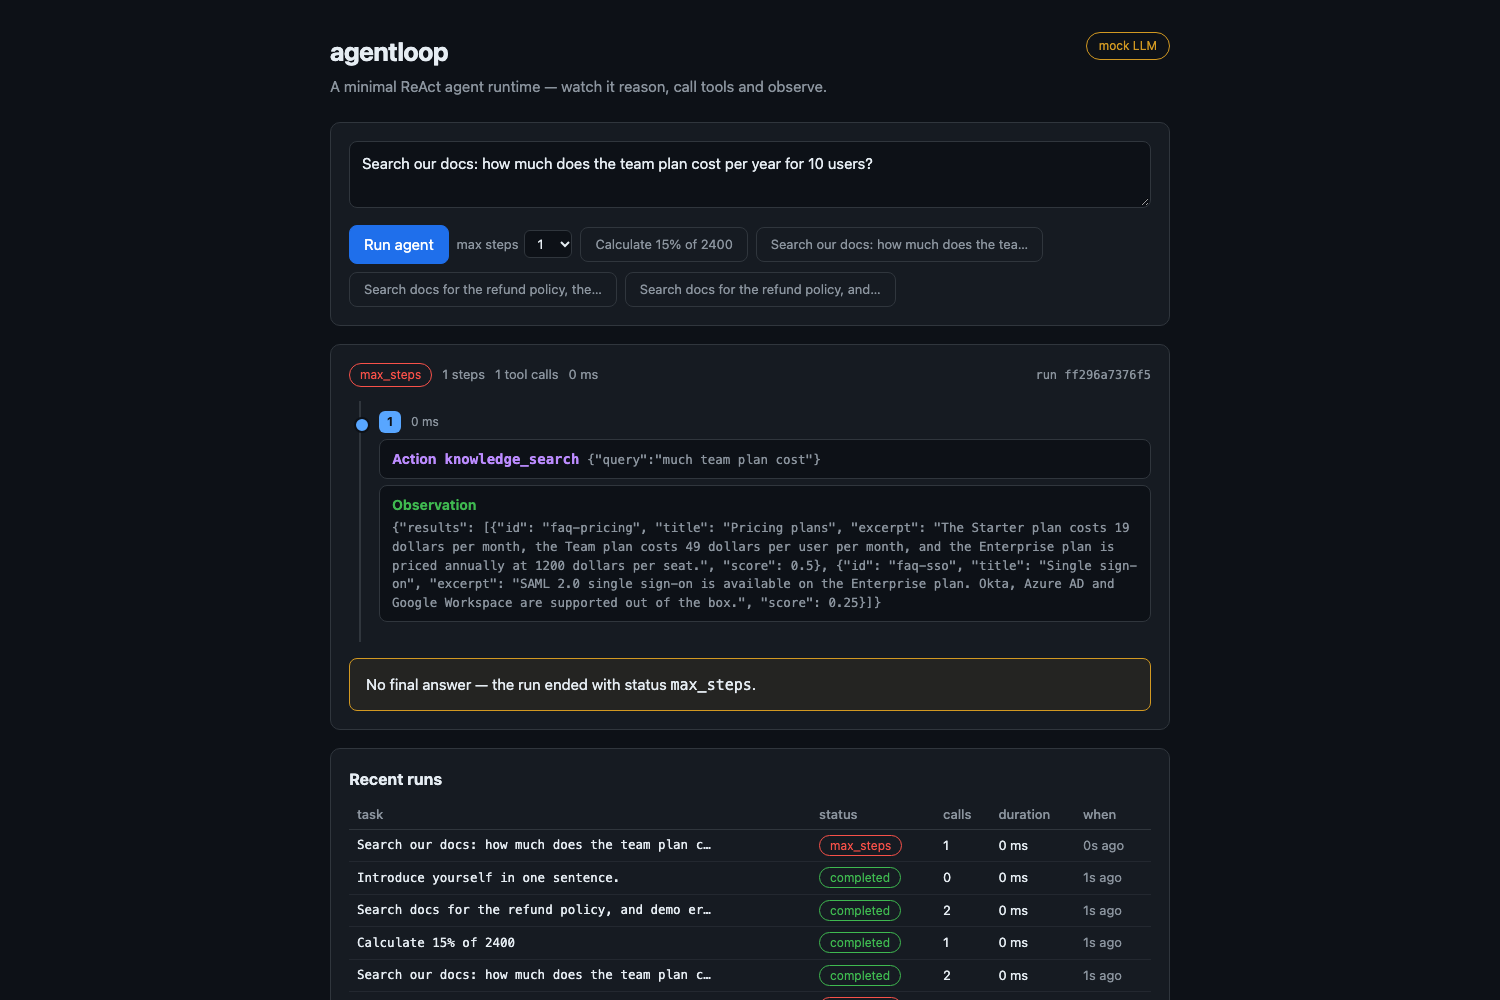 agentloop
mock LLM
A minimal ReAct agent runtime — watch it reason, call tools and observe.
Search our docs: how much does the team plan cost per year for 10 users?
Run agent
max steps
1
Calculate 15% of 2400
Search our docs: how much does the tea...
Search docs for the refund policy, the...
Search docs for the refund policy, and...
max_steps
1 steps
1 tool calls
0 ms
run ff296a7376f5
1
0 ms
Action knowledge_search {"query":"much team plan cost"}
Observation
{"results": [{"id": "faq-pricing", "title": "Pricing plans", "excerpt": "The Starter plan costs 19
dollars per month, the Team plan costs 49 dollars per user per month, and the Enterprise plan is
priced annually at 1200 dollars per seat.", "score": 0.5}, {"id": "faq-sso", "title": "Single sign-
on", "excerpt": "SAML 2.0 single sign-on is available on the Enterprise plan. Okta, Azure AD and
Google Workspace are supported out of the box.", "score": 0.25}]}
No final answer — the run ended with status max_steps.
Recent runs
task status calls duration when
Search our docs: how much does the team plan c… max_steps 1 0 ms 0s ago
Introduce yourself in one sentence. completed 0 0 ms 1s ago
Search docs for the refund policy, and demo er… completed 2 0 ms 1s ago
Calculate 15% of 2400 completed 1 0 ms 1s ago
Search our docs: how much does the team plan c… completed 2 0 ms 1s ago